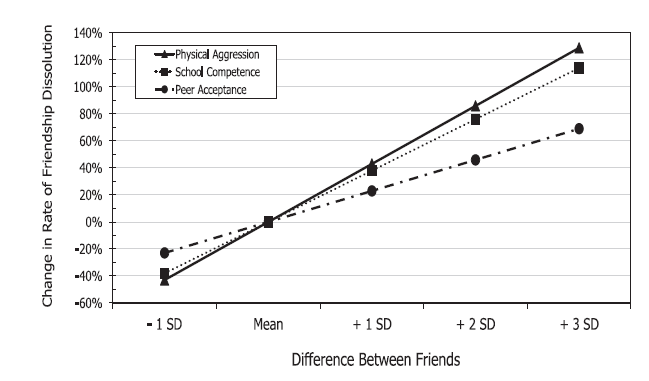 Change in Rate of Friendship Dissolution
140%
120%
100%
80%
60%
40%
20%
0%
-20%
-40%
-60%
Physical Aggression
School Competence
Peer Acceptance
- 1 SD
Mean
+ 1 SD
+ 2 SD
+ 3 SD
Difference Between Friends